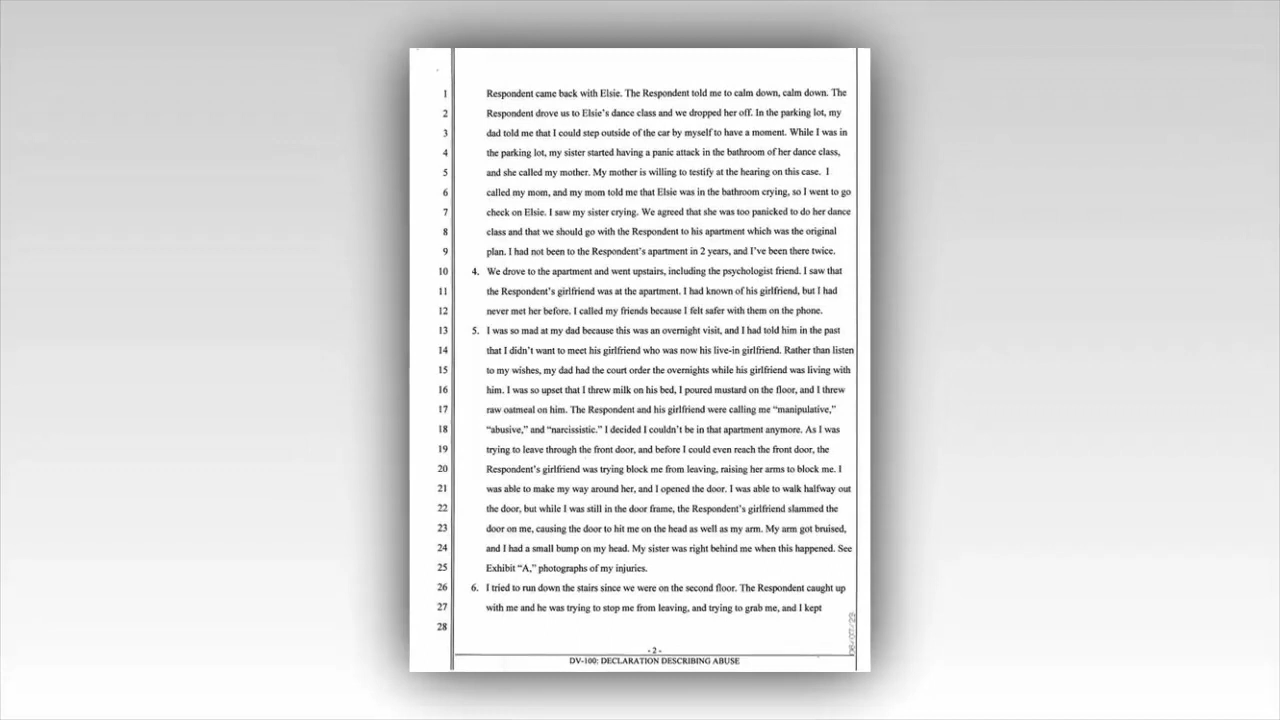 1 Respondent came back with Elsie. The Respondent told me to calm down, calm down. The
2 Respondent drove us to Elsie's dance class and we dropped her off. In the parking lot, my
3 dad told me that I could step outside of the car by myself to have a moment. While I was in
4 the parking lot, my sister started having a panic attack in the bathroom of her dance class,
5 and she called my mother. My mother is willing to testify at the hearing on this case. I
6 called my mom, and my mom told me that Elsie was in the bathroom crying, so I went to go
7 check on Elsie. I saw my sister crying. We agreed that she was too panicked to do her dance
8 class and that we should go with the Respondent to his apartment which was the original
9 plan. I had not been to the Respondent's apartment in 2 years, and I've been there twice.
10 4. We drove to the apartment and went upstairs, including the psychologist friend. I saw that
11 the Respondent's girlfriend was at the apartment. I had known of his girlfriend, but I had
12 never met her before. I called my friends because I felt safer with them on the phone.
13 5. I was so mad at my dad because this was an overnight visit, and I had told him in the past
14 that I didn't want to meet his girlfriend who was now his live-in girlfriend. Rather than listen
15 to my wishes, my dad had the court order the overnights while his girlfriend was living with
16 him. I was so upset that I threw milk on his bed, I poured mustard on the floor, and I threw
17 raw oatmeal on him. The Respondent and his girlfriend were calling me "manipulative,"
18 "abusive," and "narcissistic." I decided I couldn't be in that apartment anymore. As I was
19 trying to leave through the front door, and before I could even reach the front door, the
20 Respondent's girlfriend was trying block me from leaving, raising her arms to block me. I
21 was able to make my way around her, and I opened the door. I was able to walk halfway out
22 the door, but while I was still in the door frame, the Respondent's girlfriend slammed the
23 door on me, causing the door to hit me on the head as well as my arm. My arm got bruised,
24 and I had a small bump on my head. My sister was right behind me when this happened. See
25 Exhibit "A," photographs of my injuries.
26 6. I tried to run down the stairs since we were on the second floor. The Respondent caught up
27 with me and he was trying to stop me from leaving, and trying to grab me, and I kept
28
- 2 -
DV-100: DECLARATION DESCRIBING ABUSE